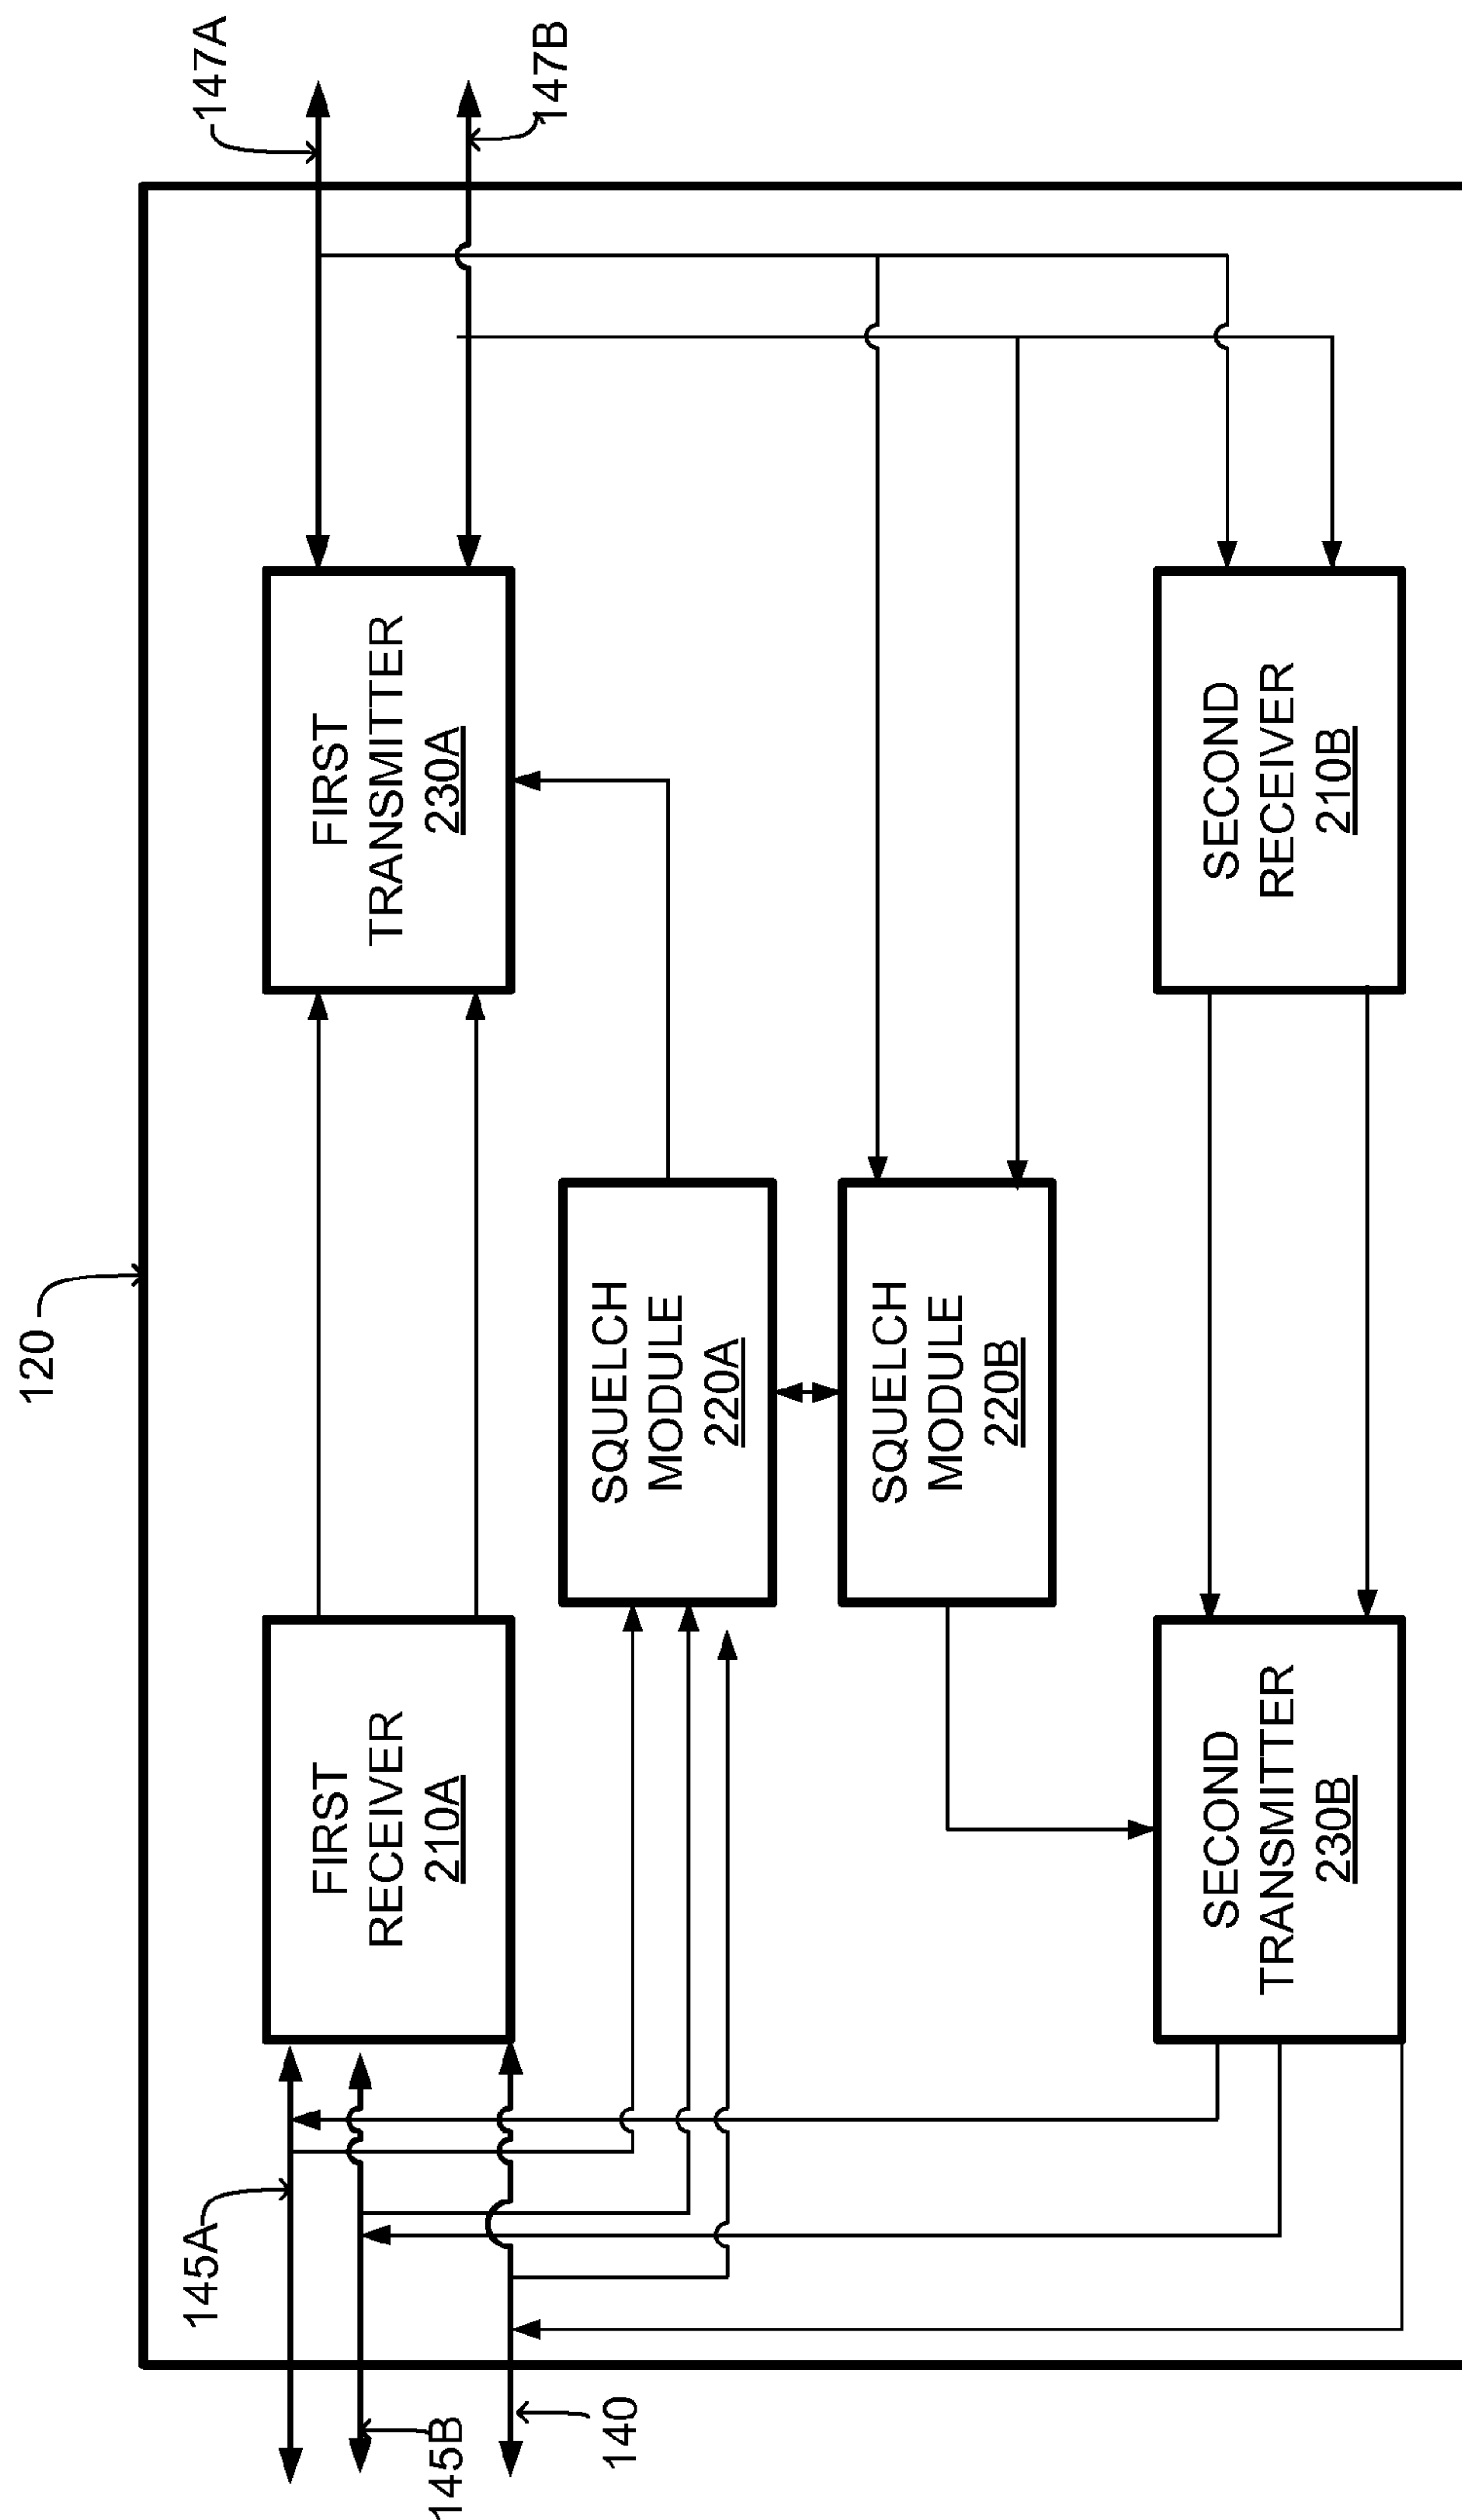 120
145A
145B
140
147A
147B
FIRST
RECEIVER
210A
FIRST
TRANSMITTER
230A
SQUELCH
MODULE
220A
SQUELCH
MODULE
220B
SECOND
TRANSMITTER
230B
SECOND
RECEIVER
210B